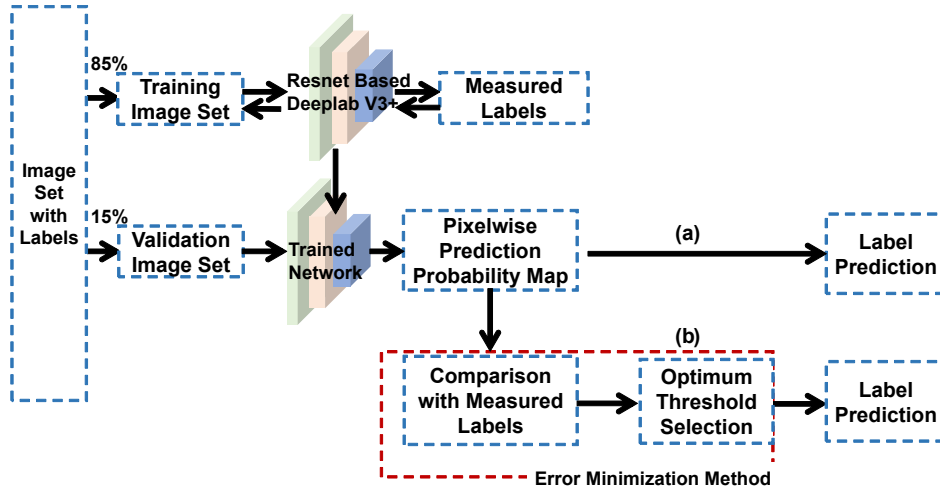 85%
Training
Image Set
Resnet Based
Deeplab V3+
Measured
Labels
Image
Set
with
Labels
15%
Validation
Image Set
Trained
Network
Pixelwise
Prediction
Probability Map
(a)
Label
Prediction
(b)
Comparison
with Measured
Labels
Optimum
Threshold
Selection
Label
Prediction
Error Minimization Method